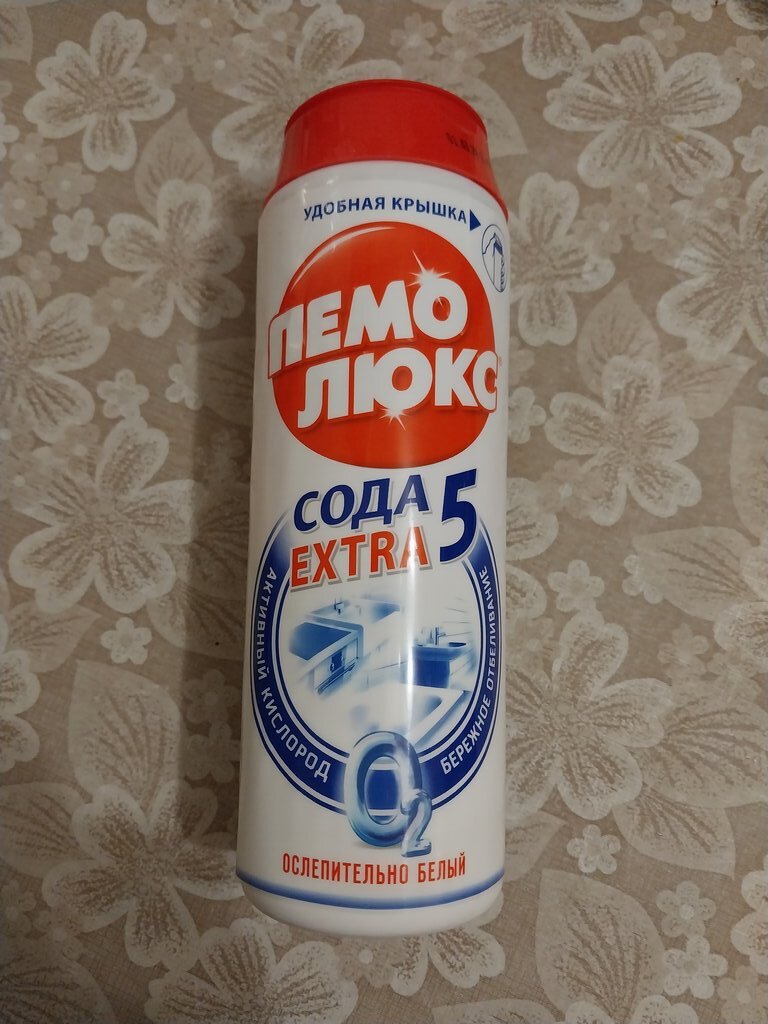 УДОБНАЯ КРЫШКА
ПЕМО
ЛЮКС
СОДА 5
EXTRA
АКТИВНЫЙ КИСЛОРОД
БЕРЕЖНОЕ ОТБЕЛИВАНИЕ
O2
ОСЛЕПИТЕЛЬНО БЕЛЫЙ